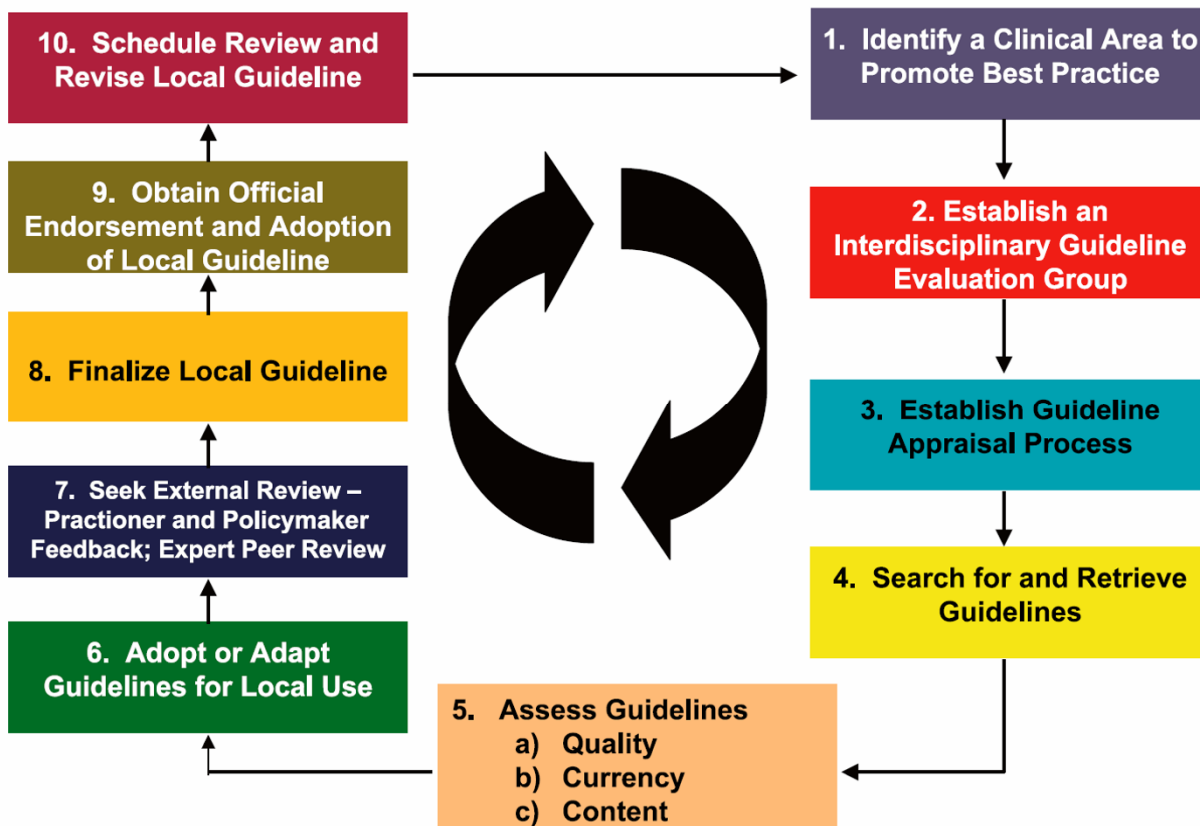 1. Identify a Clinical Area to
Promote Best Practice
2. Establish an
Interdisciplinary Guideline
Evaluation Group
3. Establish Guideline
Appraisal Process
4. Search for and Retrieve
Guidelines
5. Assess Guidelines
a) Quality
b) Currency
c) Content
6. Adopt or Adapt
Guidelines for Local Use
7. Seek External Review –
Practioner and Policymaker
Feedback; Expert Peer Review
8. Finalize Local Guideline
9. Obtain Official
Endorsement and Adoption
of Local Guideline
10. Schedule Review and
Revise Local Guideline